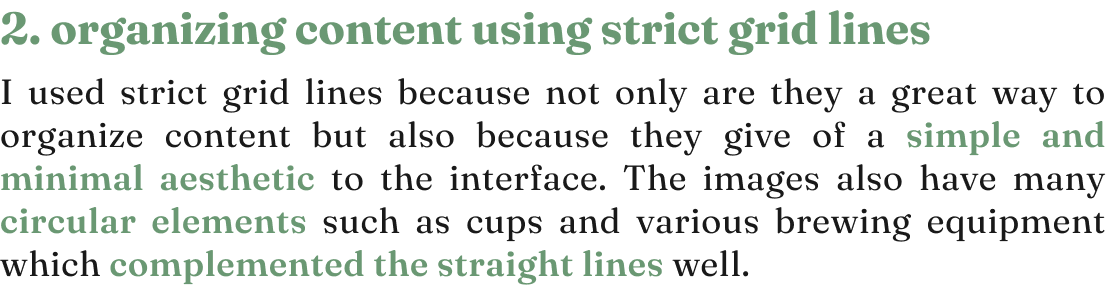 2. organizing content using strict grid lines
I used strict grid lines because not only are they a great way to
organize content but also because they give of a simple and
minimal aesthetic to the interface. The images also have many
circular elements such as cups and various brewing equipment
which complemented the straight lines well.